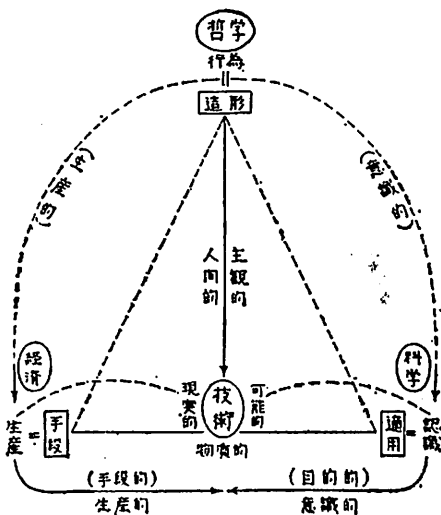 哲学
行為
造形
(生産的)
(意識的)
人間的
主観的
経済
科学
現実的
技術
可能的
生産
=
手段
物質的
適用
=
認識
(手段的)
(目的的)
生産的
意識的